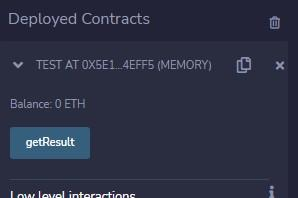 Deployed Contracts
TEST AT 0X5E1...4EFF5 (MEMORY)
Balance: 0 ETH
getResult
Low level interactions